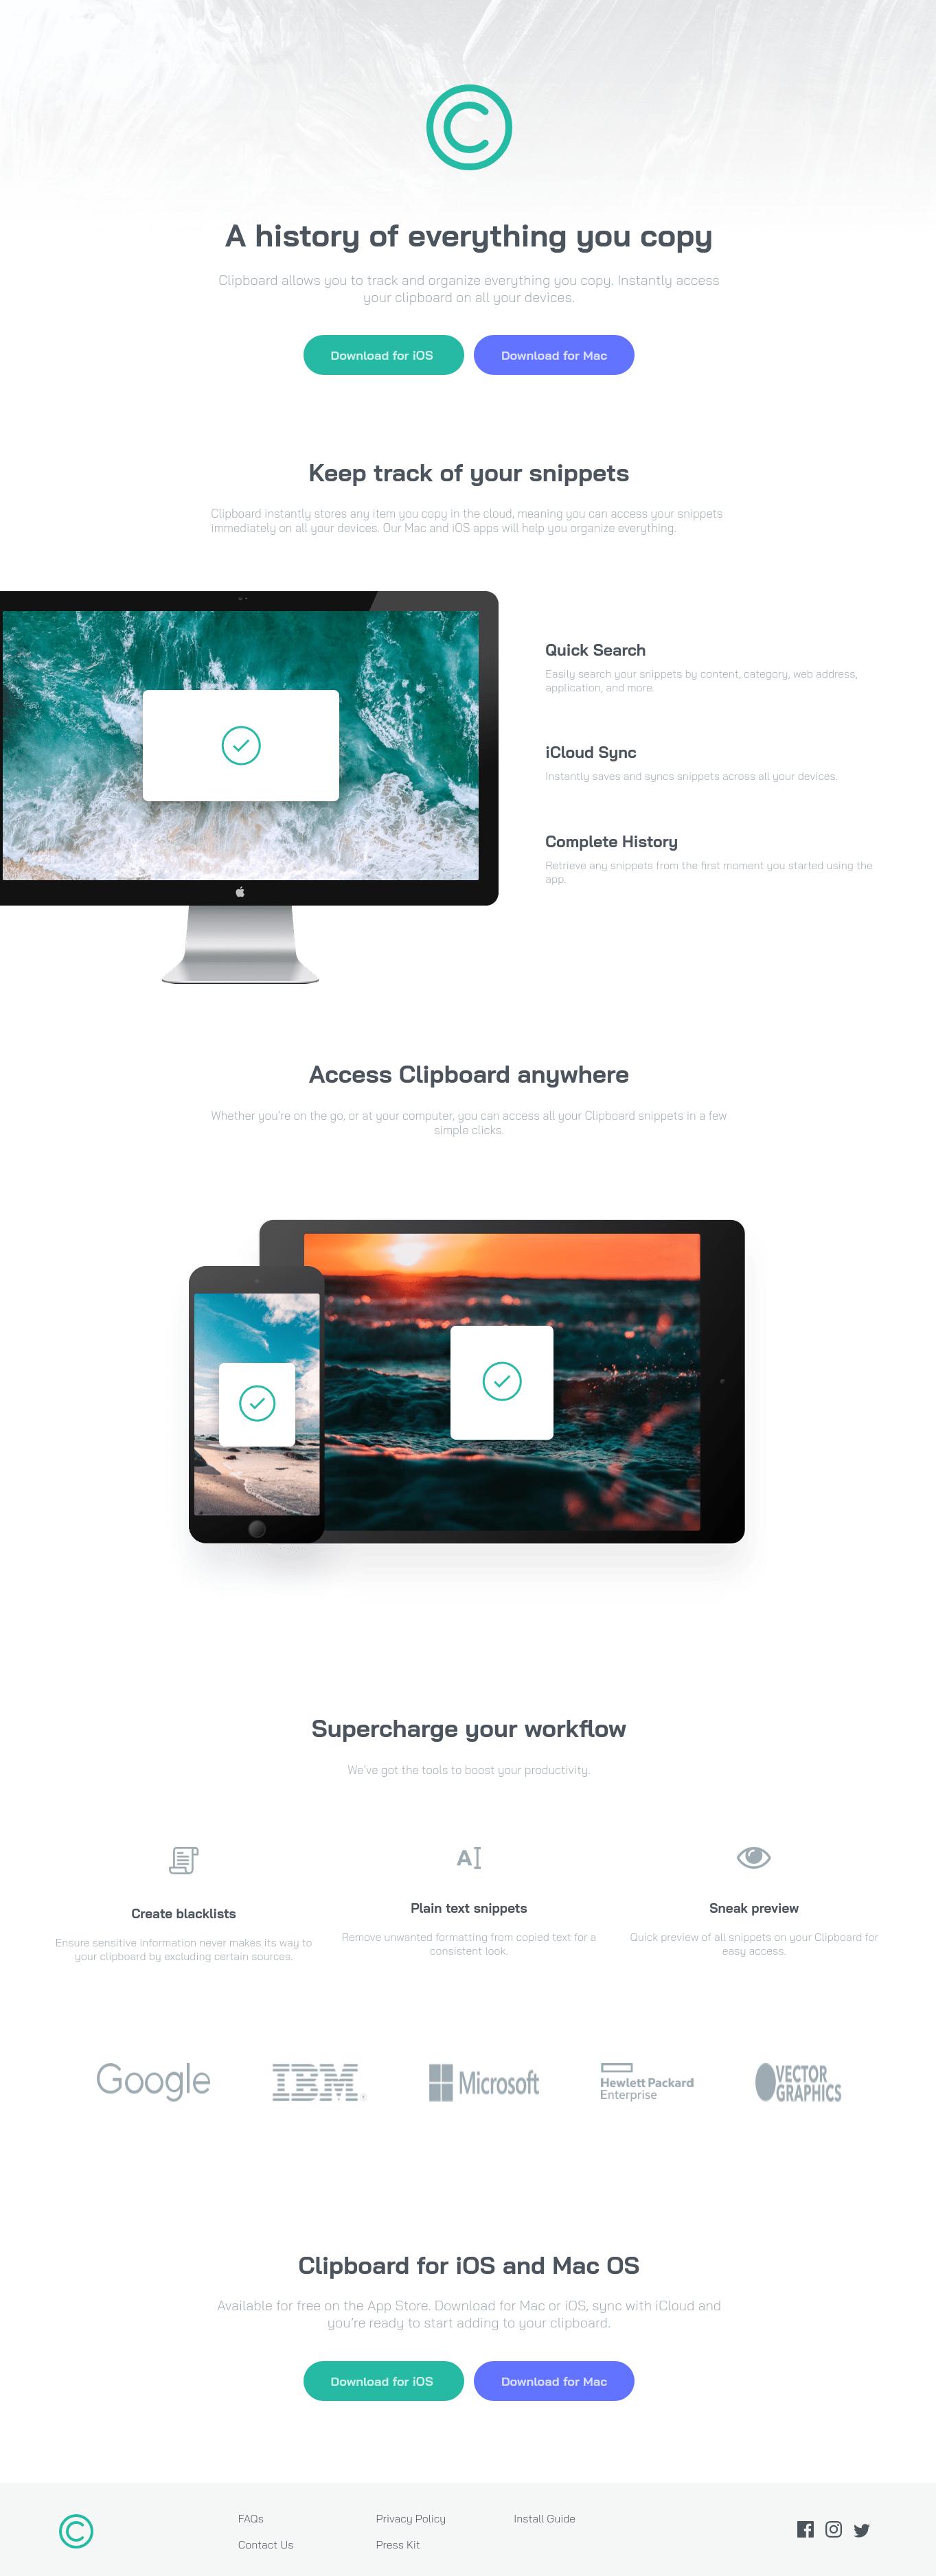 A history of everything you copy
Clipboard allows you to track and organize everything you copy. Instantly access
your clipboard on all your devices.
Download for iOS
Download for Mac
Keep track of your snippets
Clipboard instantly stores any item you copy in the cloud, meaning you can access your snippets
immediately on all your devices. Our Mac and iOS apps will help you organize everything.
Quick Search
Easily search your snippets by content, category, web address,
application, and more.
iCloud Sync
Instantly saves and syncs snippets across all your devices.
Complete History
Retrieve any snippets from the first moment you started using the
app.
Access Clipboard anywhere
Whether you're on the go, or at your computer, you can access all your Clipboard snippets in a few
simple clicks.
Supercharge your workflow
We've got the tools to boost your productivity.
Create blacklists
Ensure sensitive information never makes its way to
your clipboard by excluding certain sources.
Plain text snippets
Remove unwanted formatting from copied text for a
consistent look.
Sneak preview
Quick preview of all snippets on your Clipboard for
easy access.
Google
IBM
Microsoft
Hewlett Packard
Enterprise
VECTOR
GRAPHICS
Clipboard for iOS and Mac OS
Available for free on the App Store. Download for Mac or iOS, sync with iCloud and
you're ready to start adding to your clipboard.
Download for iOS
Download for Mac
FAQs
Contact Us
Privacy Policy
Press Kit
Install Guide